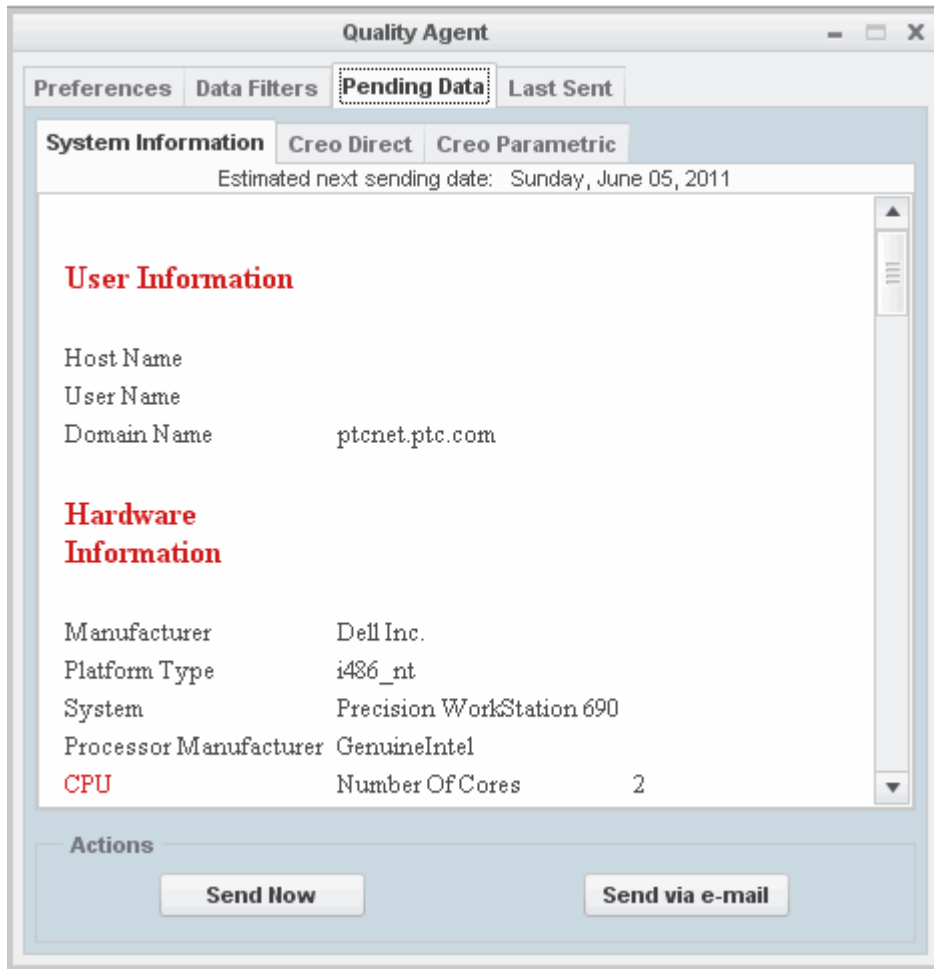 Quality Agent
Preferences Data Filters Pending Data Last Sent
System Information Creo Direct Creo Parametric
Estimated next sending date: Sunday, June 05, 2011
User Information
Host Name
User Name
Domain Name ptcnet.ptc.com
Hardware
Information
Manufacturer Dell Inc.
Platform Type i486_nt
System Precision WorkStation 690
Processor Manufacturer GenuineIntel
CPU Number Of Cores 2
Actions
Send Now Send via e-mail